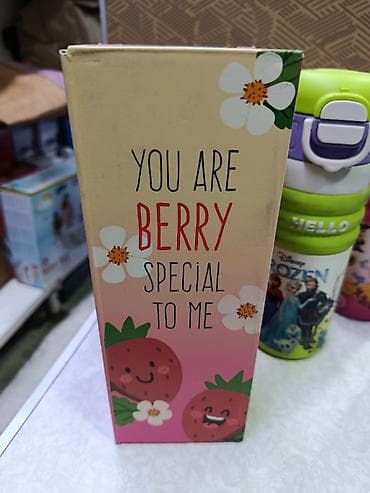 YOU ARE
BERRY
SPECIAL
TO ME
HELLO
Disney
FROZEN